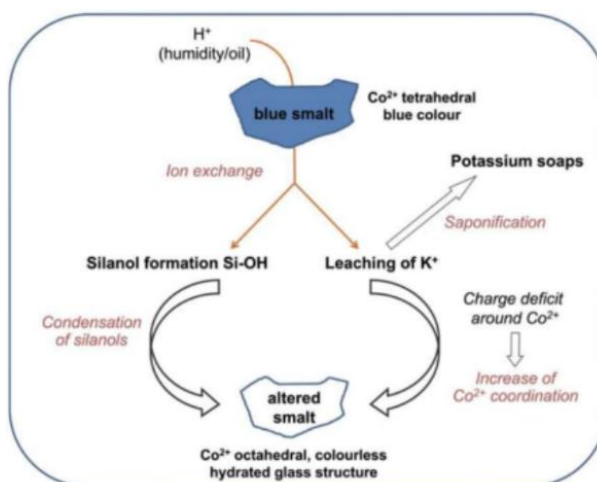 H⁺
(humidity/oil)
blue smalt
Co²⁺ tetrahedral
blue colour
Ion exchange
Potassium soaps
Saponification
Silanol formation Si-OH
Leaching of K⁺
Condensation
of silanols
Charge deficit
around Co²⁺
Increase of
Co²⁺ coordination
altered
smalt
Co²⁺ octahedral, colourless
hydrated glass structure